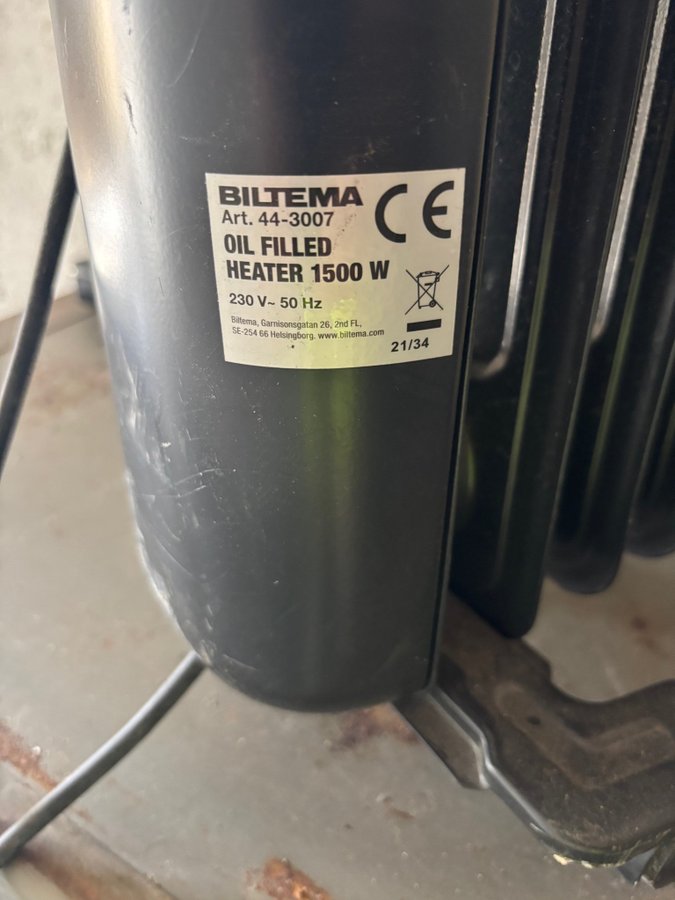 BILTEMA
Art. 44-3007
CE
OIL FILLED
HEATER 1500 W
230 V~ 50 Hz
Biltema, Garnisonsgatan 26, 2nd FL,
SE-254 66 Helsingborg. www.biltema.com
21/34